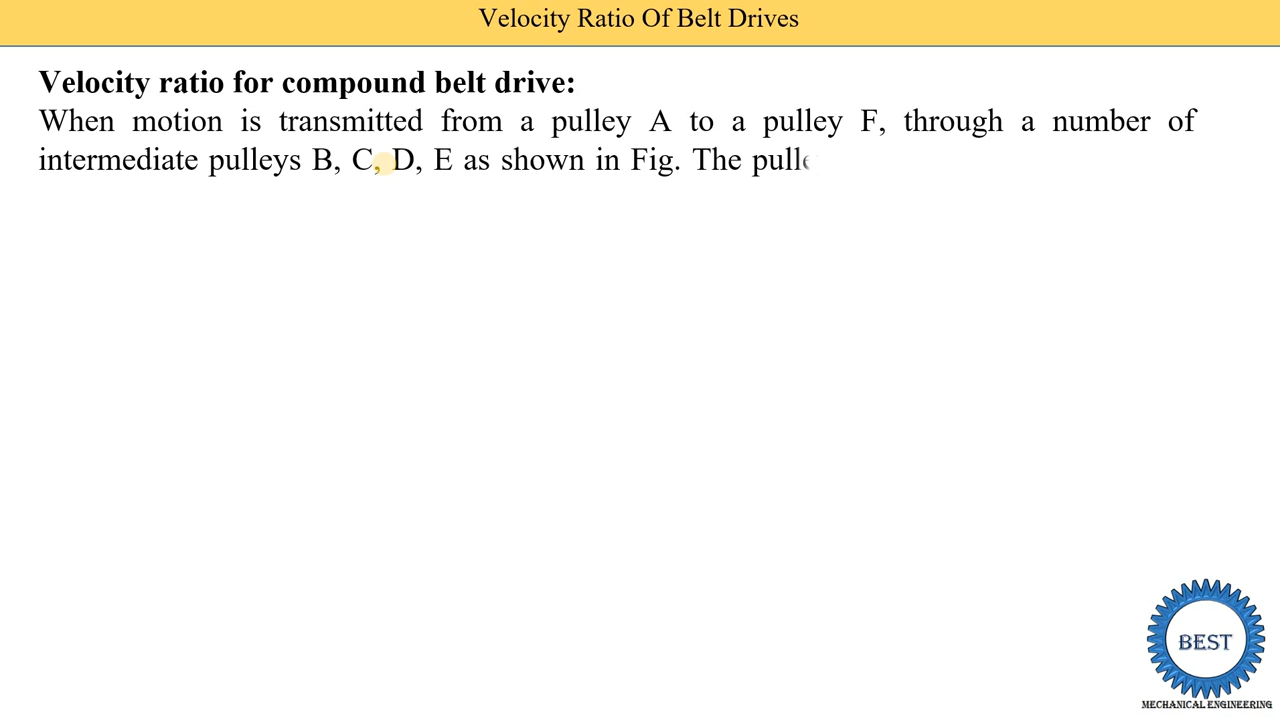 Velocity Ratio Of Belt Drives
Velocity ratio for compound belt drive:
When motion is transmitted from a pulley A to a pulley F, through a number of
intermediate pulleys B, C, D, E as shown in Fig. The pulle
BEST
MECHANICAL ENGINEERING